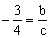 -3/4 = b/c